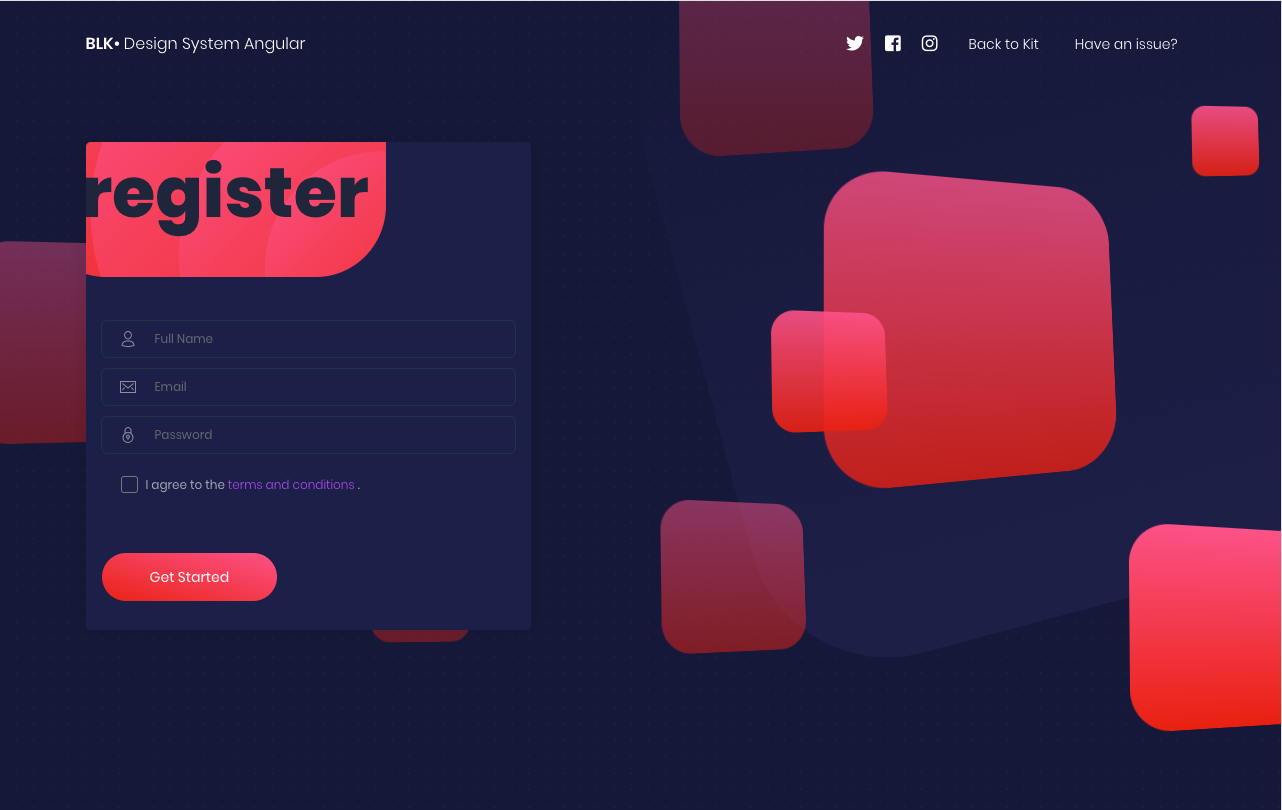 BLK• Design System Angular
Back to Kit
Have an issue?
register
Full Name
Email
Password
I agree to the terms and conditions .
Get Started